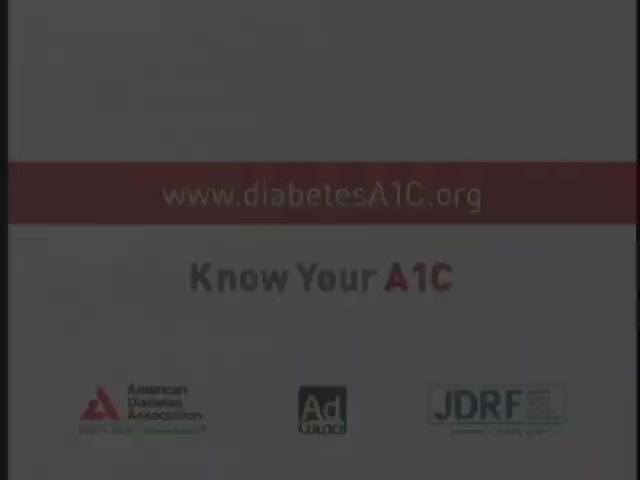 www.diabetesA1C.org
Know Your A1C
American
Diabetes
Association
Ad
COUNCIL
JDRF